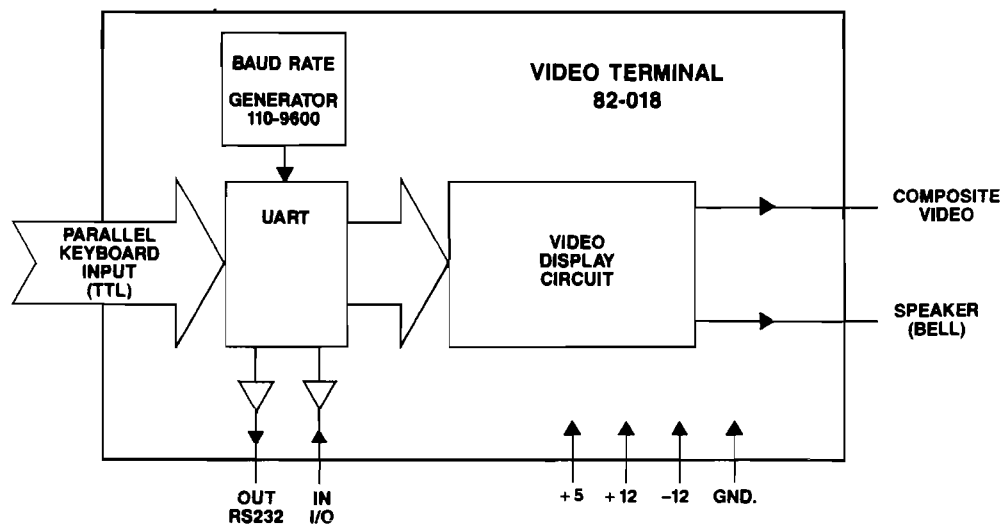 BAUD RATE
GENERATOR
110-9600
VIDEO TERMINAL
82-018
PARALLEL
KEYBOARD
INPUT
(TTL)
UART
VIDEO
DISPLAY
CIRCUIT
COMPOSITE
VIDEO
SPEAKER
(BELL)
OUT IN
RS232 I/O
+5 +12 -12 GND.